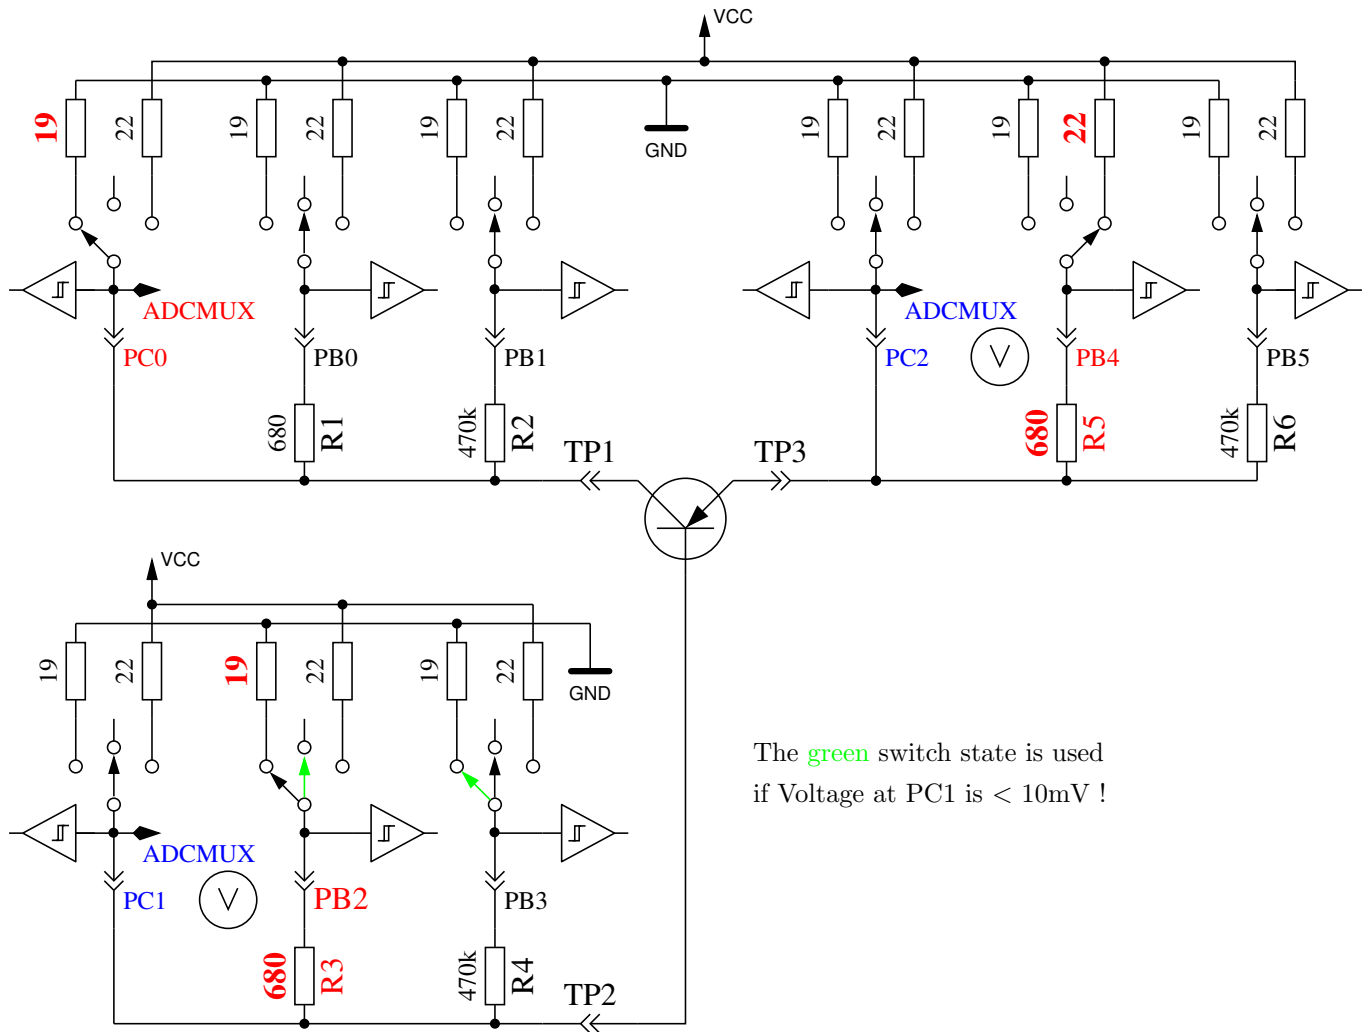 VCC
19
22
19
22
19
22
GND
19
22
19
22
19
22
ADCMUX
PC0
PB0
PB1
ADCMUX
PC2
V
PB4
PB5
680
R1
470k
R2
TP1
TP3
680
R5
470k
R6
VCC
19
22
19
22
19
22
GND
The green switch state is used
if Voltage at PC1 is < 10mV !
ADCMUX
PC1
V
PB2
PB3
680
R3
470k
R4
TP2